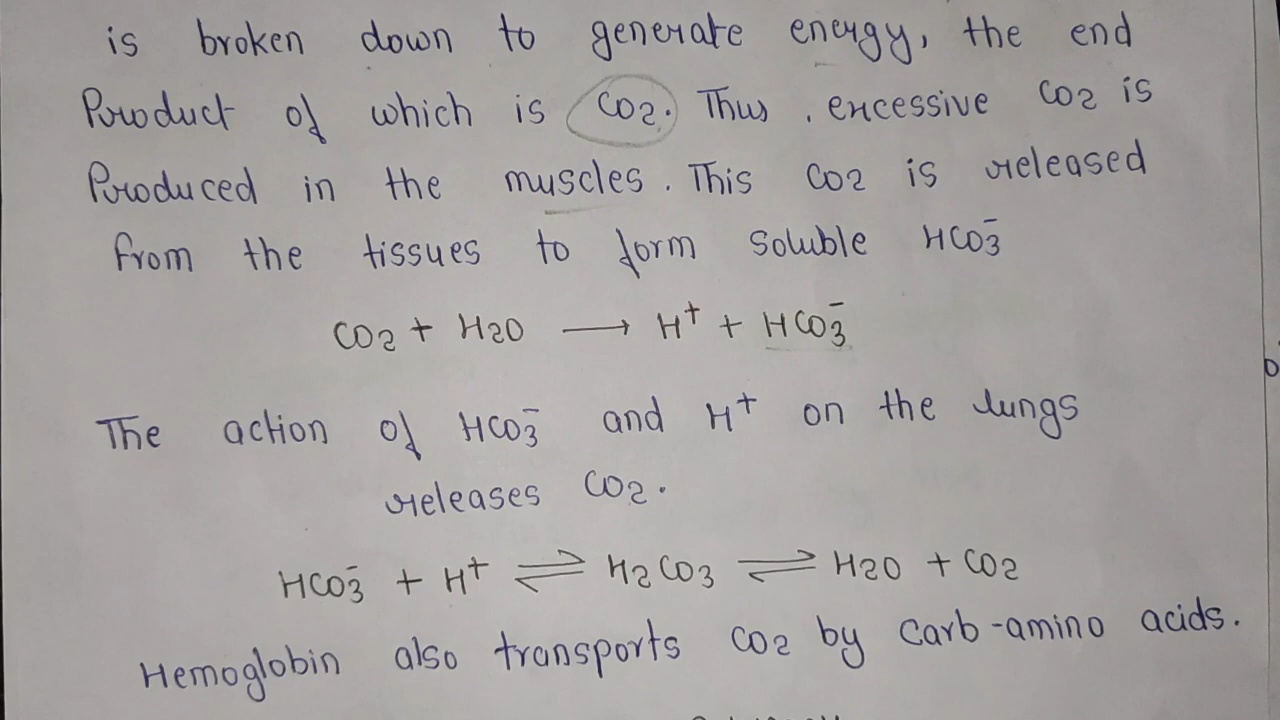 is broken down to generate energy, the end
Product of which is CO2. Thus, excessive CO2 is
Produced in the muscles. This CO2 is released
from the tissues to form soluble HCO3⁻
CO2 + H2O ⟶ H⁺ + HCO3⁻
The action of HCO3⁻ and H⁺ on the lungs
releases CO2.
HCO3⁻ + H⁺ ⇌ H2CO3 ⇌ H2O + CO2
Hemoglobin also transports CO2 by Carb-amino acids.